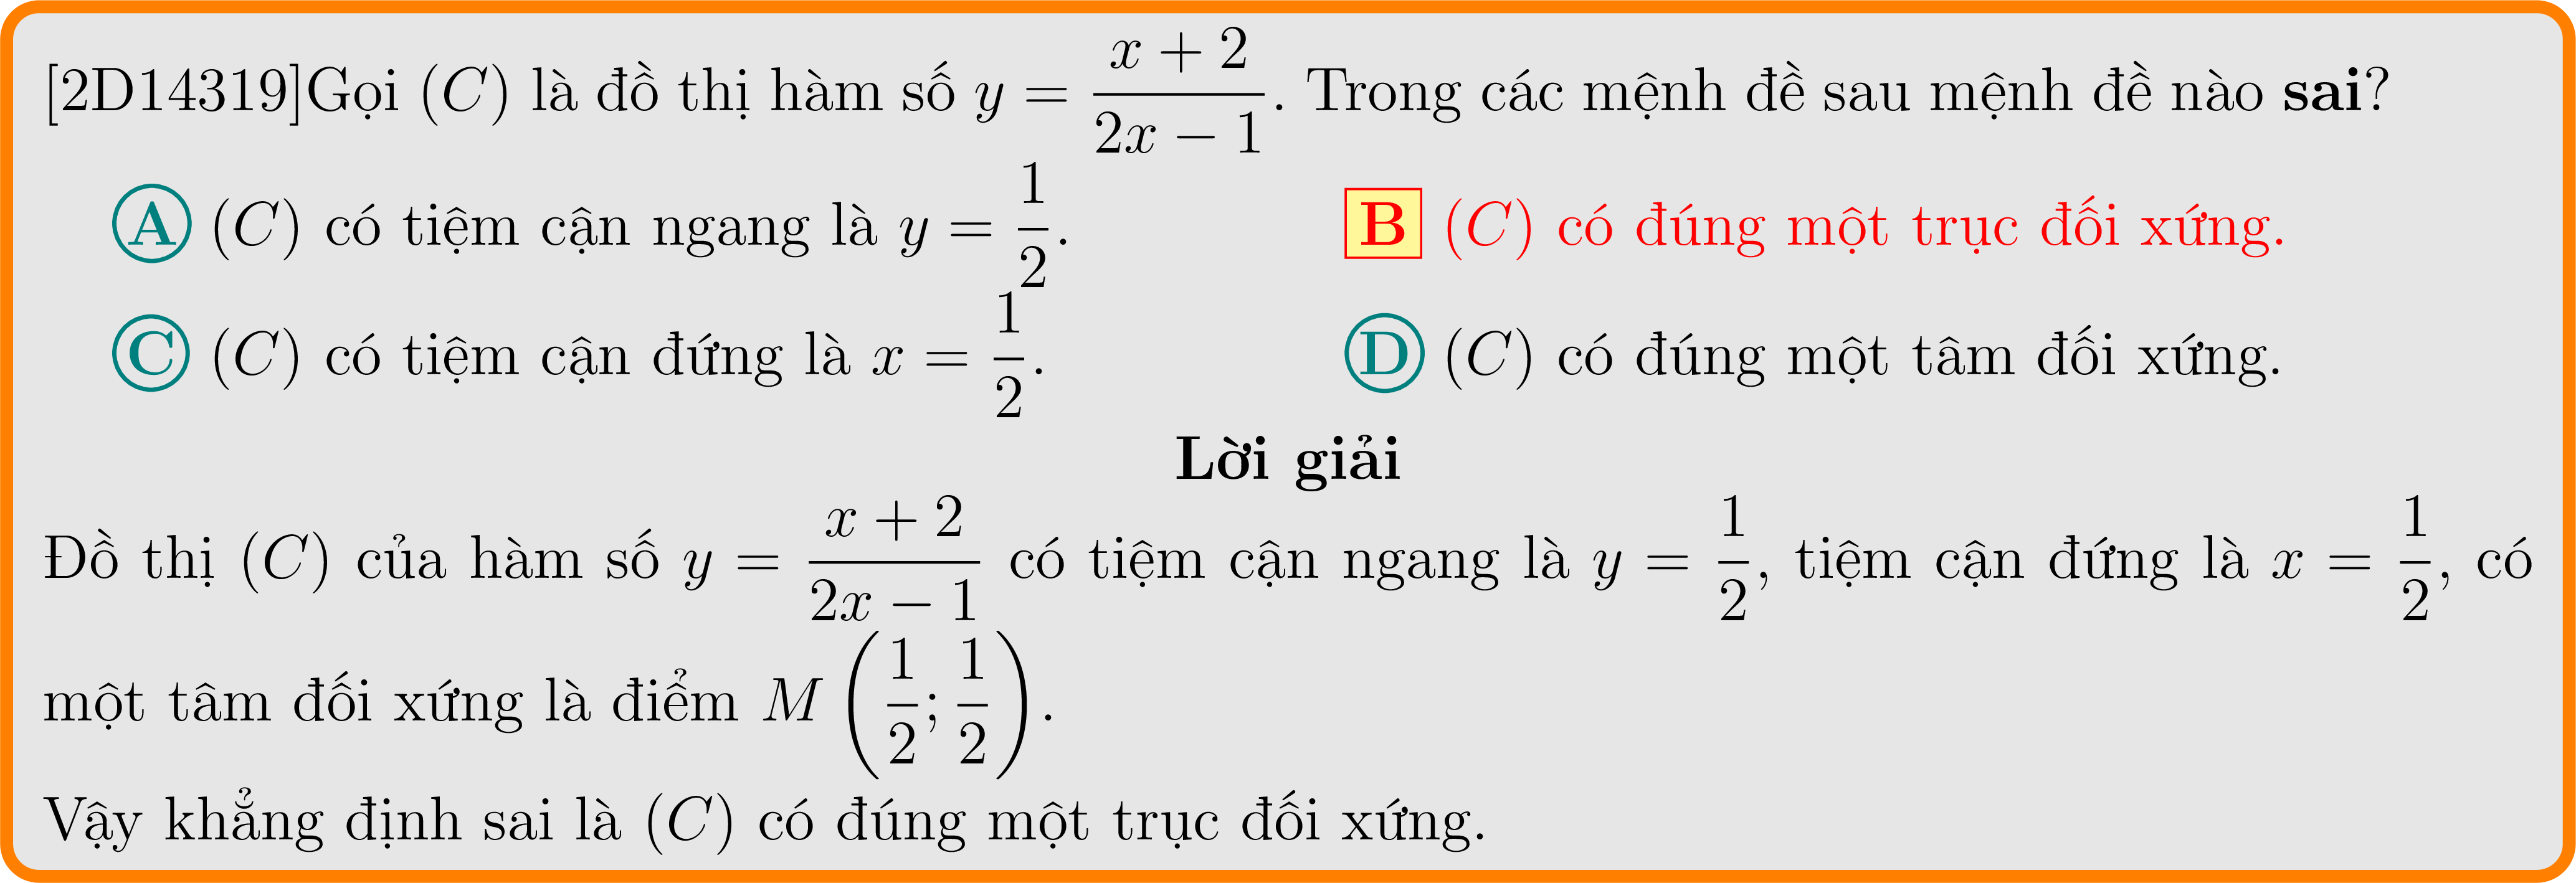 [2D14319]Gọi (C) là đồ thị hàm số y = \frac{x + 2}{2x − 1}. Trong các mệnh đề sau mệnh đề nào sai?
A (C) có tiệm cận ngang là y = \frac{1}{2}. B (C) có đúng một trục đối xứng.
C (C) có tiệm cận đứng là x = \frac{1}{2}. D (C) có đúng một tâm đối xứng.
Lời giải
Đồ thị (C) của hàm số y = \frac{x + 2}{2x − 1} có tiệm cận ngang là y = \frac{1}{2}, tiệm cận đứng là x = \frac{1}{2}, có
một tâm đối xứng là điểm M \left(\frac{1}{2}; \frac{1}{2}\right).
Vậy khẳng định sai là (C) có đúng một trục đối xứng.